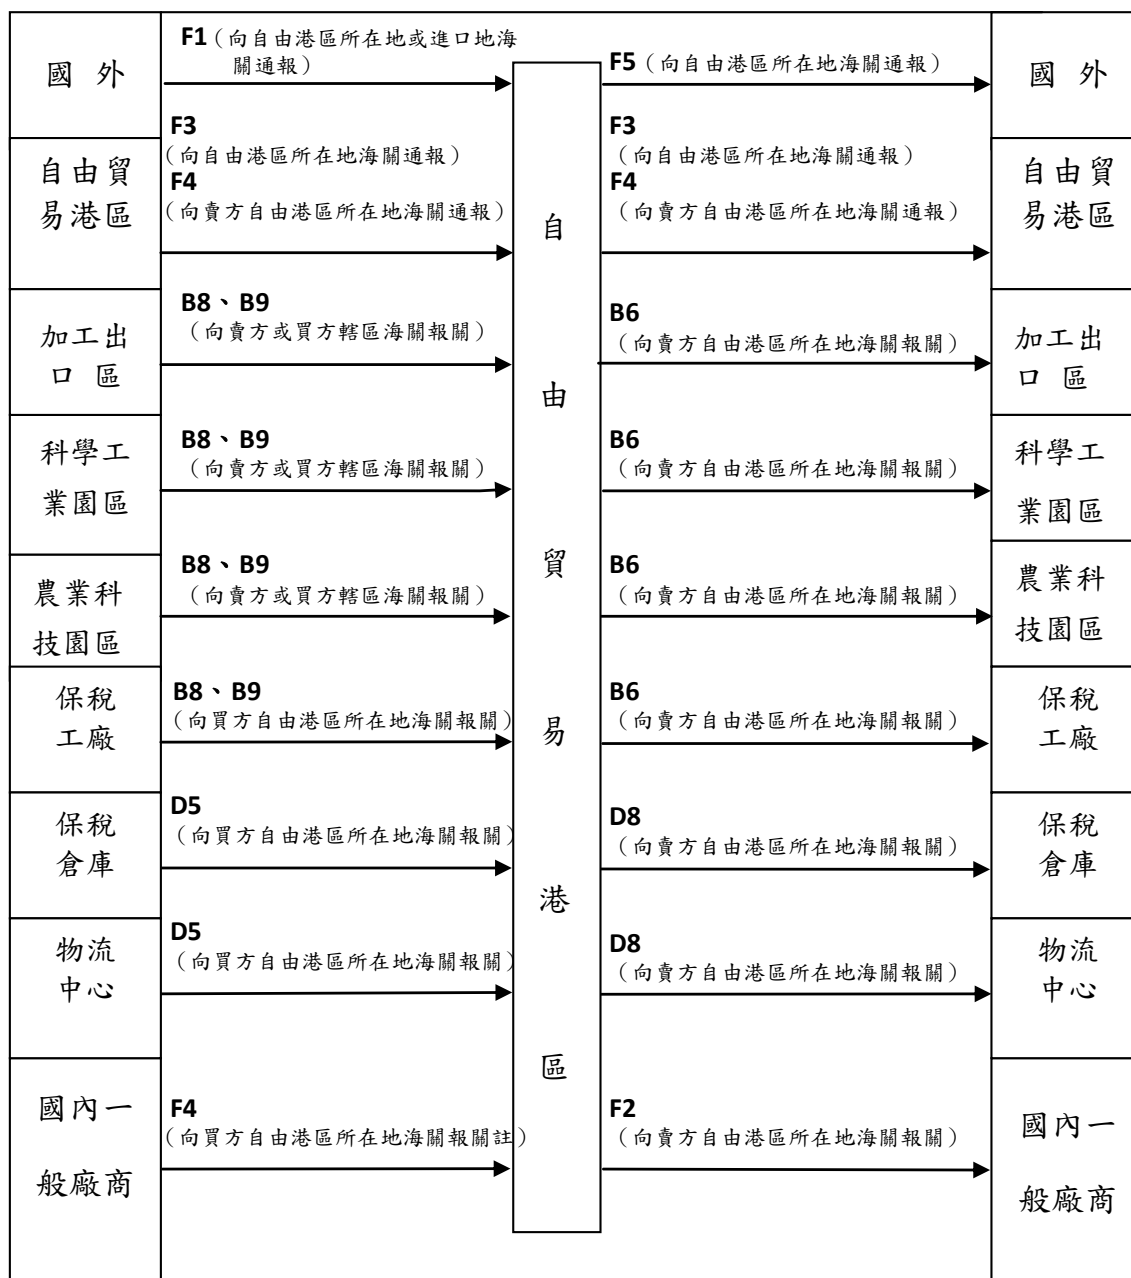 國 外
F1（向自由港區所在地或進口地海
關通報）
F5（向自由港區所在地海關通報）
國 外
自由貿
易港區
F3
（向自由港區所在地海關通報）
F4
（向賣方自由港區所在地海關通報）
F3
（向自由港區所在地海關通報）
F4
（向賣方自由港區所在地海關通報）
自由貿
易港區
加工出
口 區
B8、B9
（向賣方或買方轄區海關報關）
B6
（向賣方自由港區所在地海關報關）
加工出
口 區
科學工
業園區
B8、B9
（向賣方或買方轄區海關報關）
B6
（向賣方自由港區所在地海關報關）
科學工
業園區
農業科
技園區
B8、B9
（向賣方或買方轄區海關報關）
B6
（向賣方自由港區所在地海關報關）
農業科
技園區
保稅
工廠
B8、B9
（向買方自由港區所在地海關報關）
B6
（向賣方自由港區所在地海關報關）
保稅
工廠
保稅
倉庫
D5
（向買方自由港區所在地海關報關）
D8
（向賣方自由港區所在地海關報關）
保稅
倉庫
物流
中心
D5
（向買方自由港區所在地海關報關）
D8
（向賣方自由港區所在地海關報關）
物流
中心
國內一
般廠商
F4
（向買方自由港區所在地海關報關註）
F2
（向賣方自由港區所在地海關報關）
國內一
般廠商
自由貿易港區